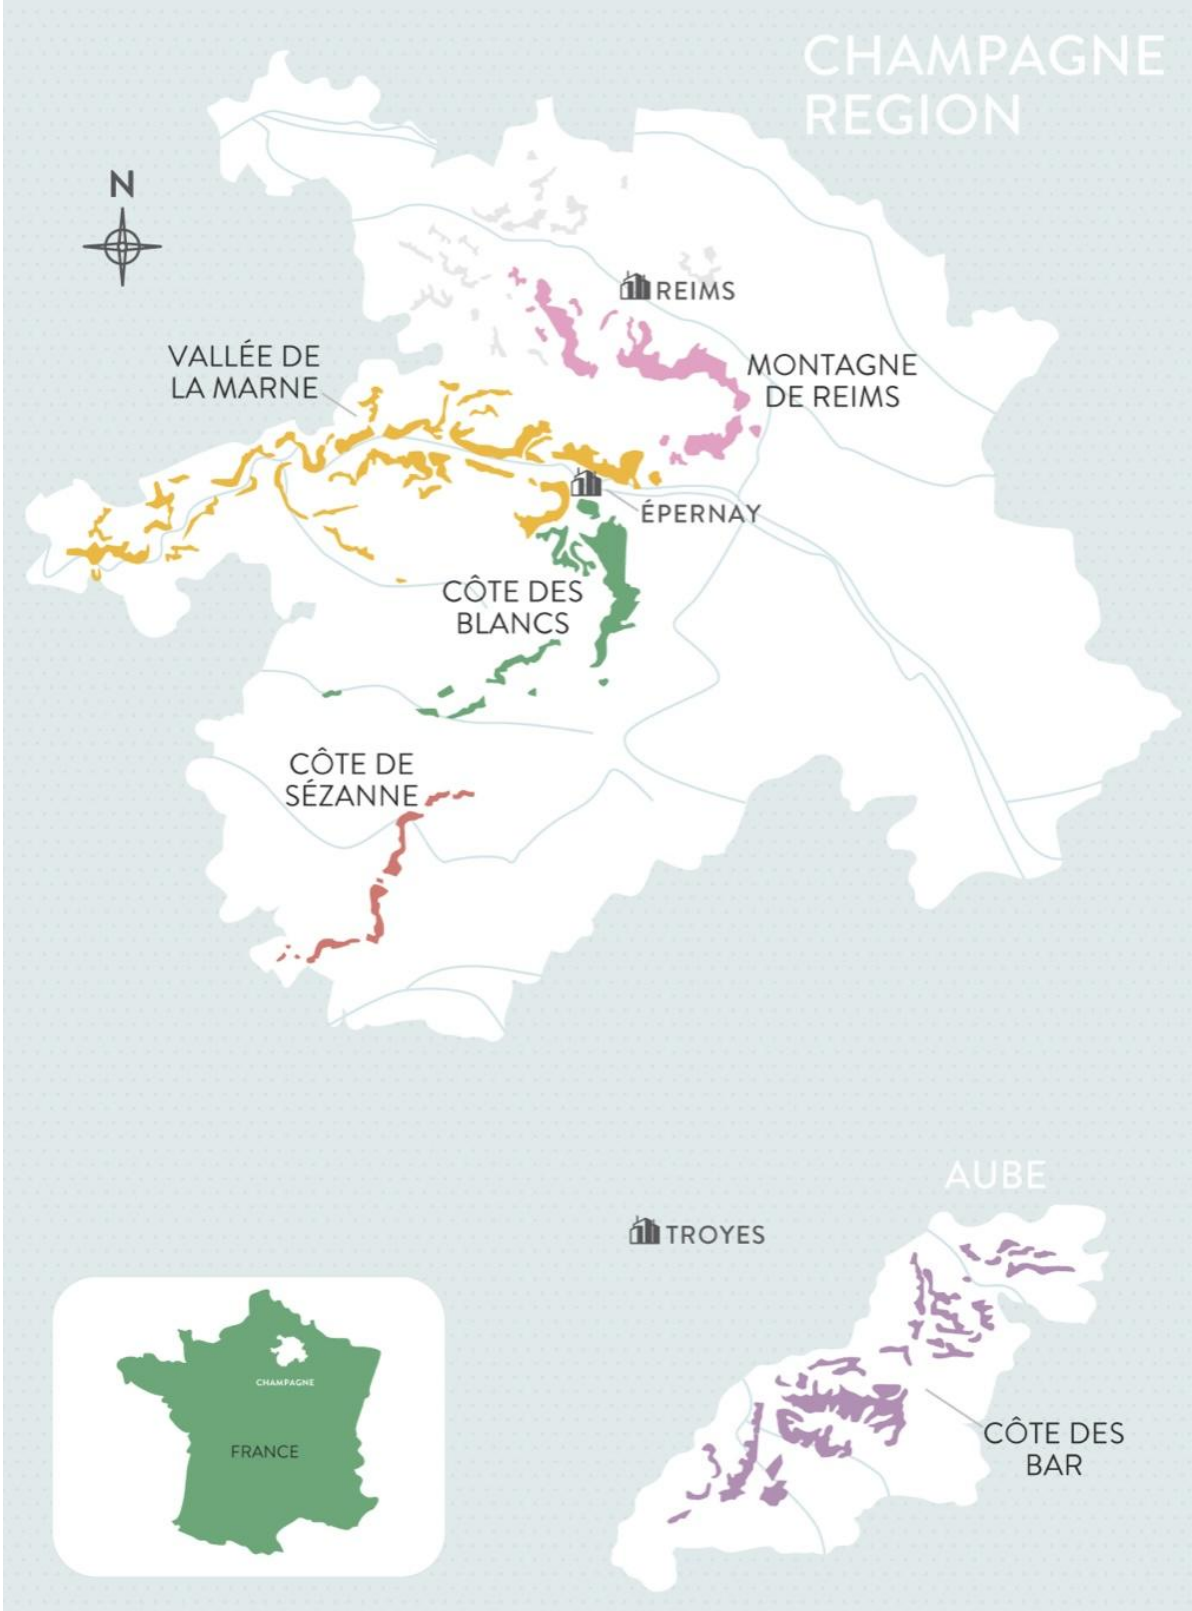 CHAMPAGNE
REGION
N
REIMS
VALLÉE DE
LA MARNE
MONTAGNE
DE REIMS
ÉPERNAY
CÔTE DES
BLANCS
CÔTE DE
SÉZANNE
AUBE
TROYES
CHAMPAGNE
FRANCE
CÔTE DES
BAR